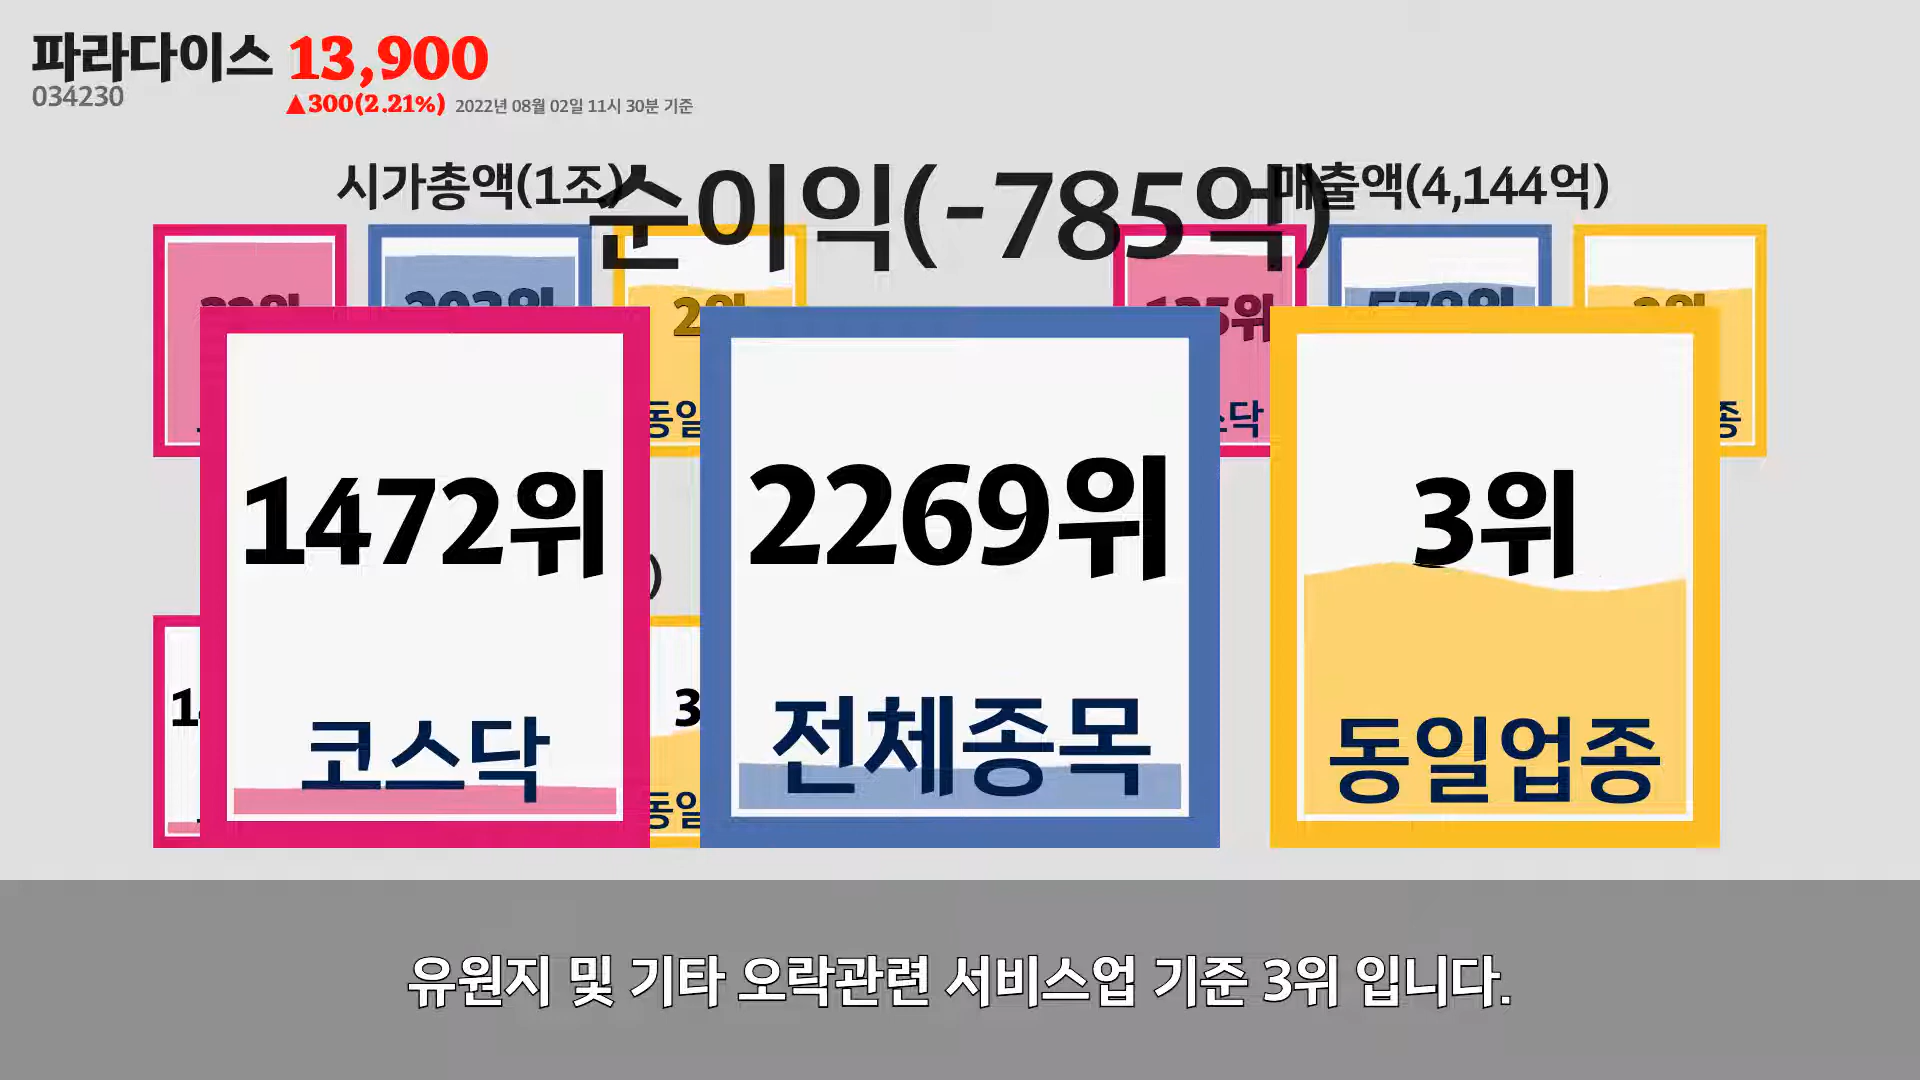 파라다이스 13,900
034230
▲300(2.21%) 2022년 08월 02일 11시 30분 기준
시가총액(1조)
순이익(-785억)
매출액(4,144억)
1472위
2269위
3위
코스닥
전체종목
동일업종
유원지 및 기타 오락관련 서비스업 기준 3위 입니다.